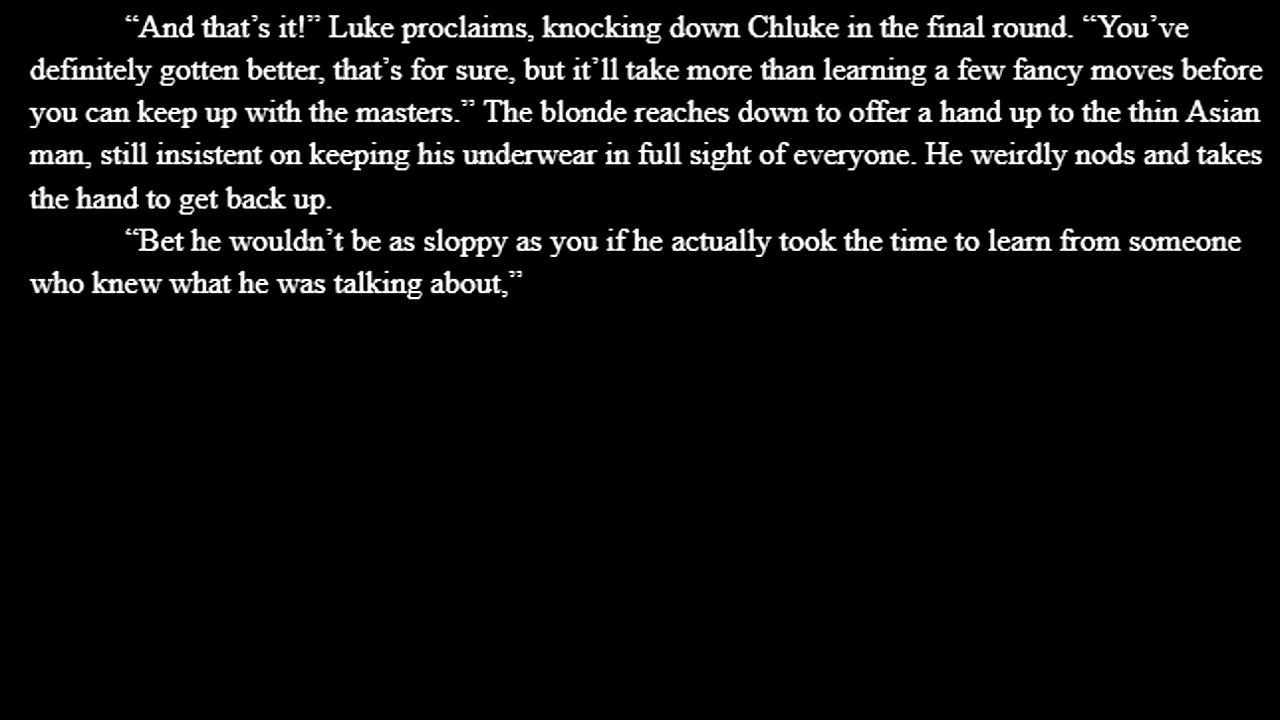 “And that’s it!” Luke proclaims, knocking down Chluke in the final round. “You’ve
definitely gotten better, that’s for sure, but it’ll take more than learning a few fancy moves before
you can keep up with the masters.” The blonde reaches down to offer a hand up to the thin Asian
man, still insistent on keeping his underwear in full sight of everyone. He weirdly nods and takes
the hand to get back up.
“Bet he wouldn’t be as sloppy as you if he actually took the time to learn from someone
who knew what he was talking about,”